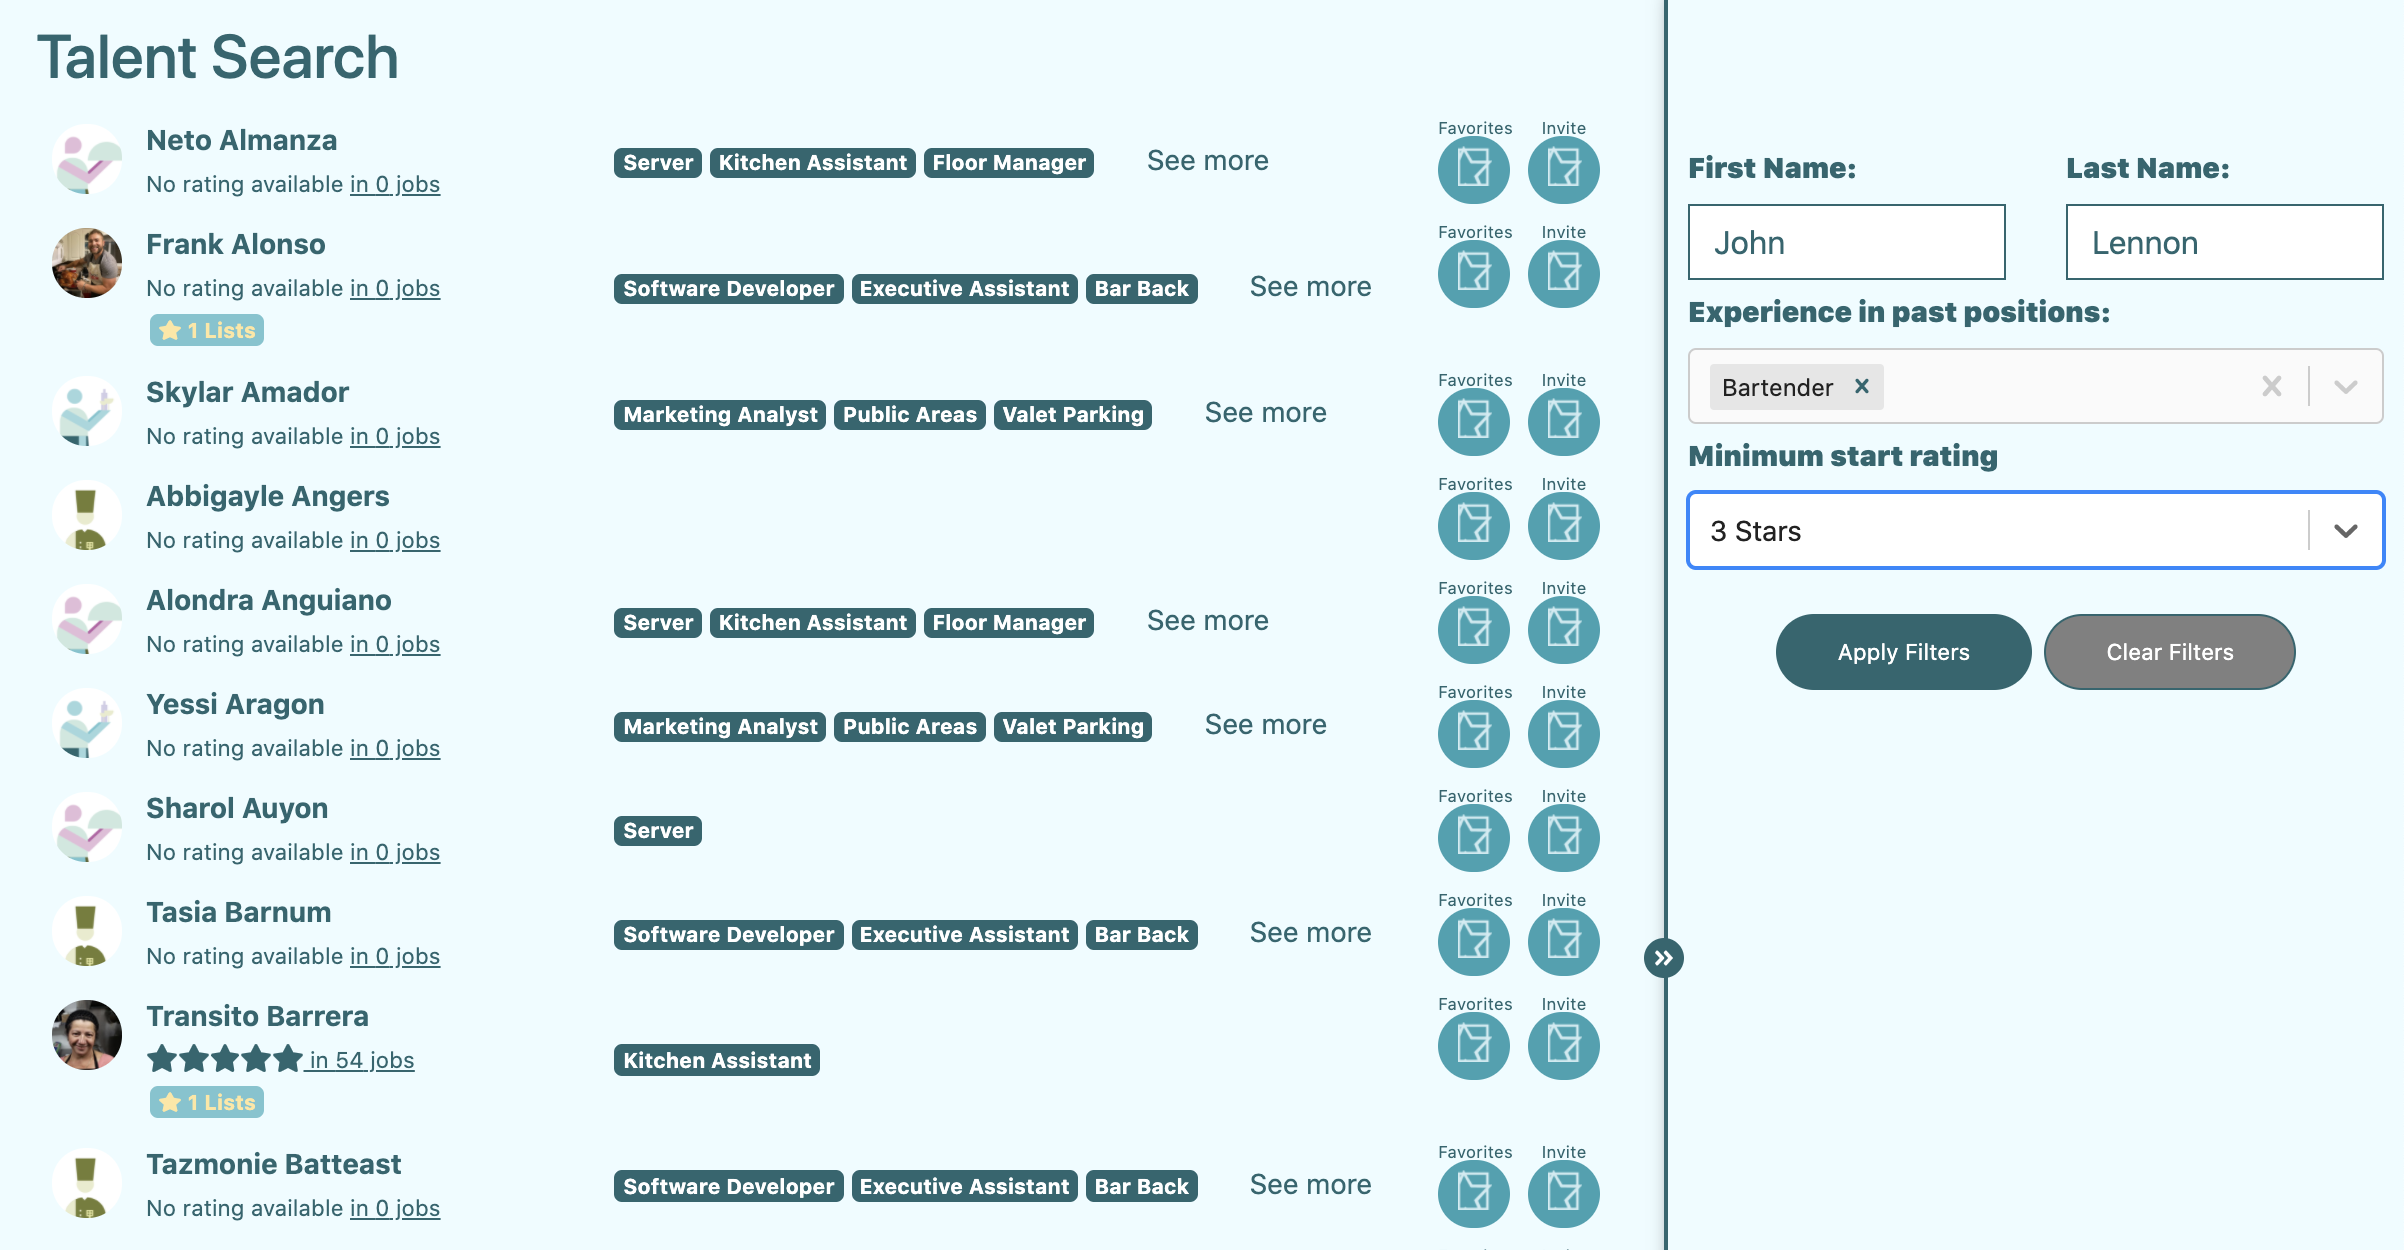 Talent Search
Neto Almanza
No rating available in 0 jobs
Server Kitchen Assistant Floor Manager See more
Favorites Invite
Frank Alonso
No rating available in 0 jobs
1 Lists
Software Developer Executive Assistant Bar Back See more
Favorites Invite
Skylar Amador
No rating available in 0 jobs
Marketing Analyst Public Areas Valet Parking See more
Favorites Invite
Abbigayle Angers
No rating available in 0 jobs
Favorites Invite
Alondra Anguiano
No rating available in 0 jobs
Server Kitchen Assistant Floor Manager See more
Favorites Invite
Yessi Aragon
No rating available in 0 jobs
Marketing Analyst Public Areas Valet Parking See more
Favorites Invite
Sharol Auyon
No rating available in 0 jobs
Server
Favorites Invite
Tasia Barnum
No rating available in 0 jobs
Software Developer Executive Assistant Bar Back See more
Favorites Invite
Transito Barrera
in 54 jobs
1 Lists
Kitchen Assistant
Favorites Invite
Tazmonie Batteast
No rating available in 0 jobs
Software Developer Executive Assistant Bar Back See more
Favorites Invite
First Name: Last Name:
John Lennon
Experience in past positions:
Bartender
Minimum start rating
3 Stars
Apply Filters Clear Filters